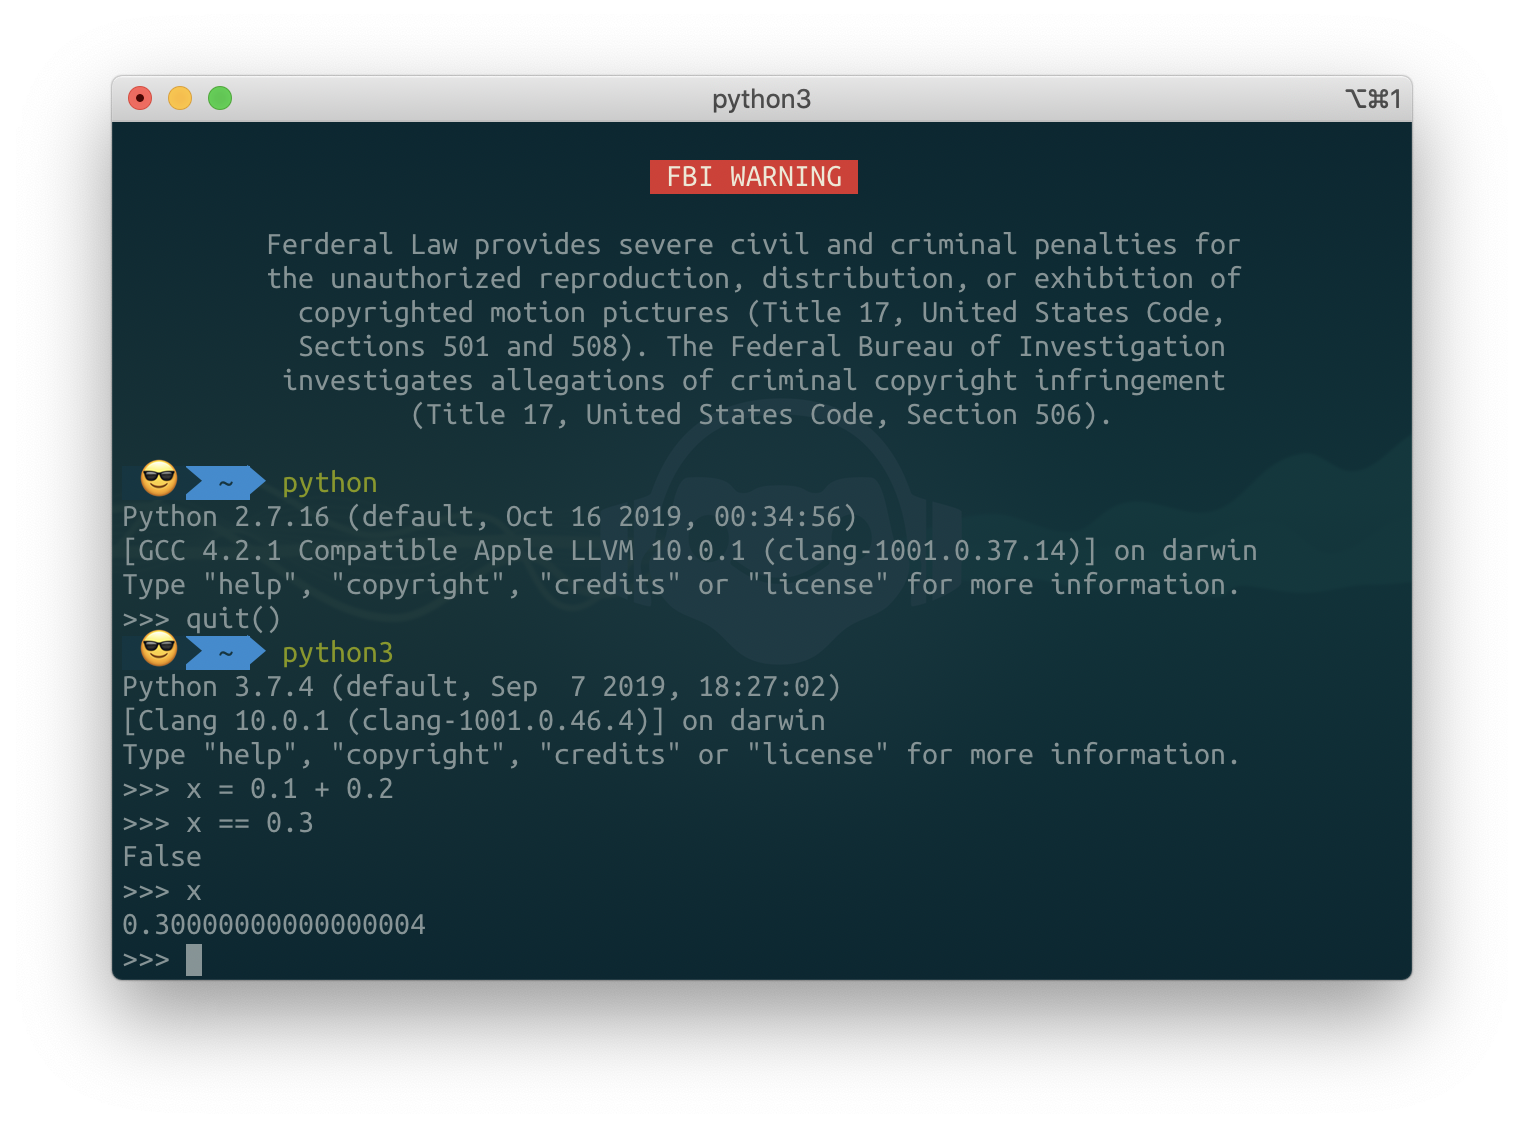 python3
⌥⌘1
FBI WARNING
Ferderal Law provides severe civil and criminal penalties for
the unauthorized reproduction, distribution, or exhibition of
copyrighted motion pictures (Title 17, United States Code,
Sections 501 and 508). The Federal Bureau of Investigation
investigates allegations of criminal copyright infringement
(Title 17, United States Code, Section 506).
😎 ~ python
Python 2.7.16 (default, Oct 16 2019, 00:34:56)
[GCC 4.2.1 Compatible Apple LLVM 10.0.1 (clang-1001.0.37.14)] on darwin
Type "help", "copyright", "credits" or "license" for more information.
>>> quit()
😎 ~ python3
Python 3.7.4 (default, Sep  7 2019, 18:27:02)
[Clang 10.0.1 (clang-1001.0.46.4)] on darwin
Type "help", "copyright", "credits" or "license" for more information.
>>> x = 0.1 + 0.2
>>> x == 0.3
False
>>> x
0.30000000000000004
>>>